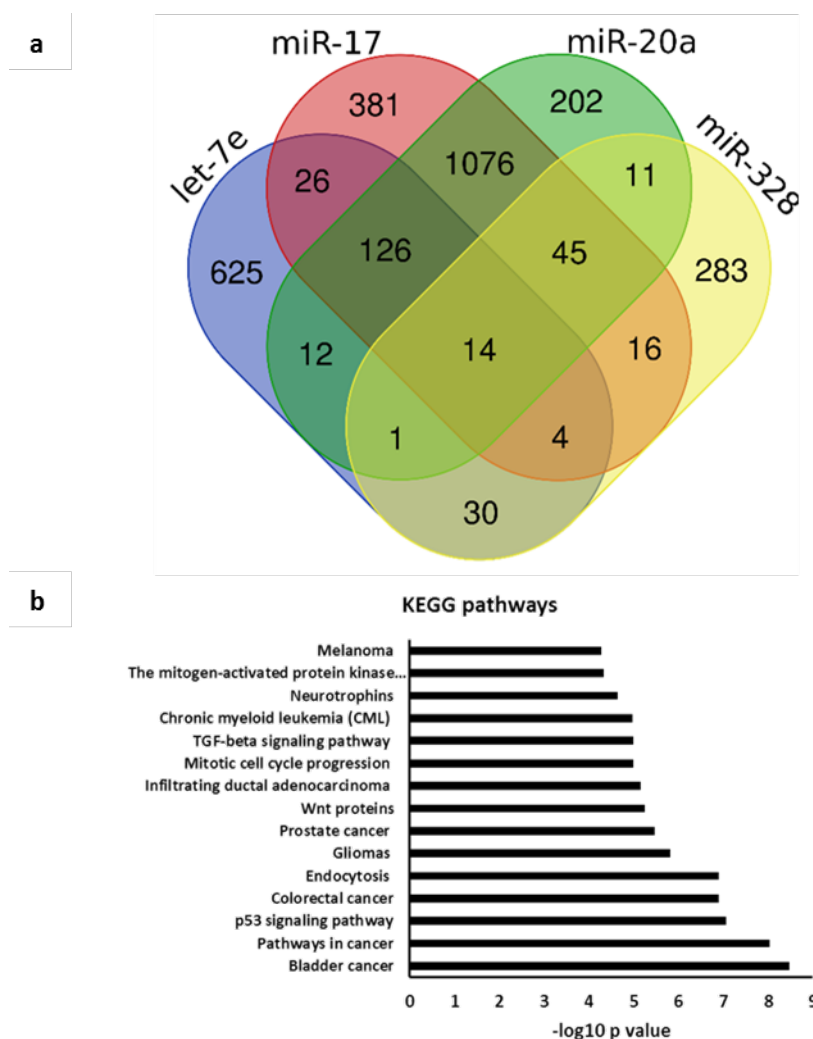 a
miR-17
miR-20a
let-7e
miR-328
381
202
26
1076
11
625
126
45
283
12
14
16
1
4
30
b
KEGG pathways
Melanoma
The mitogen-activated protein kinase...
Neurotrophins
Chronic myeloid leukemia (CML)
TGF-beta signaling pathway
Mitotic cell cycle progression
Infiltrating ductal adenocarcinoma
Wnt proteins
Prostate cancer
Gliomas
Endocytosis
Colorectal cancer
p53 signaling pathway
Pathways in cancer
Bladder cancer
0 1 2 3 4 5 6 7 8 9
-log10 p value